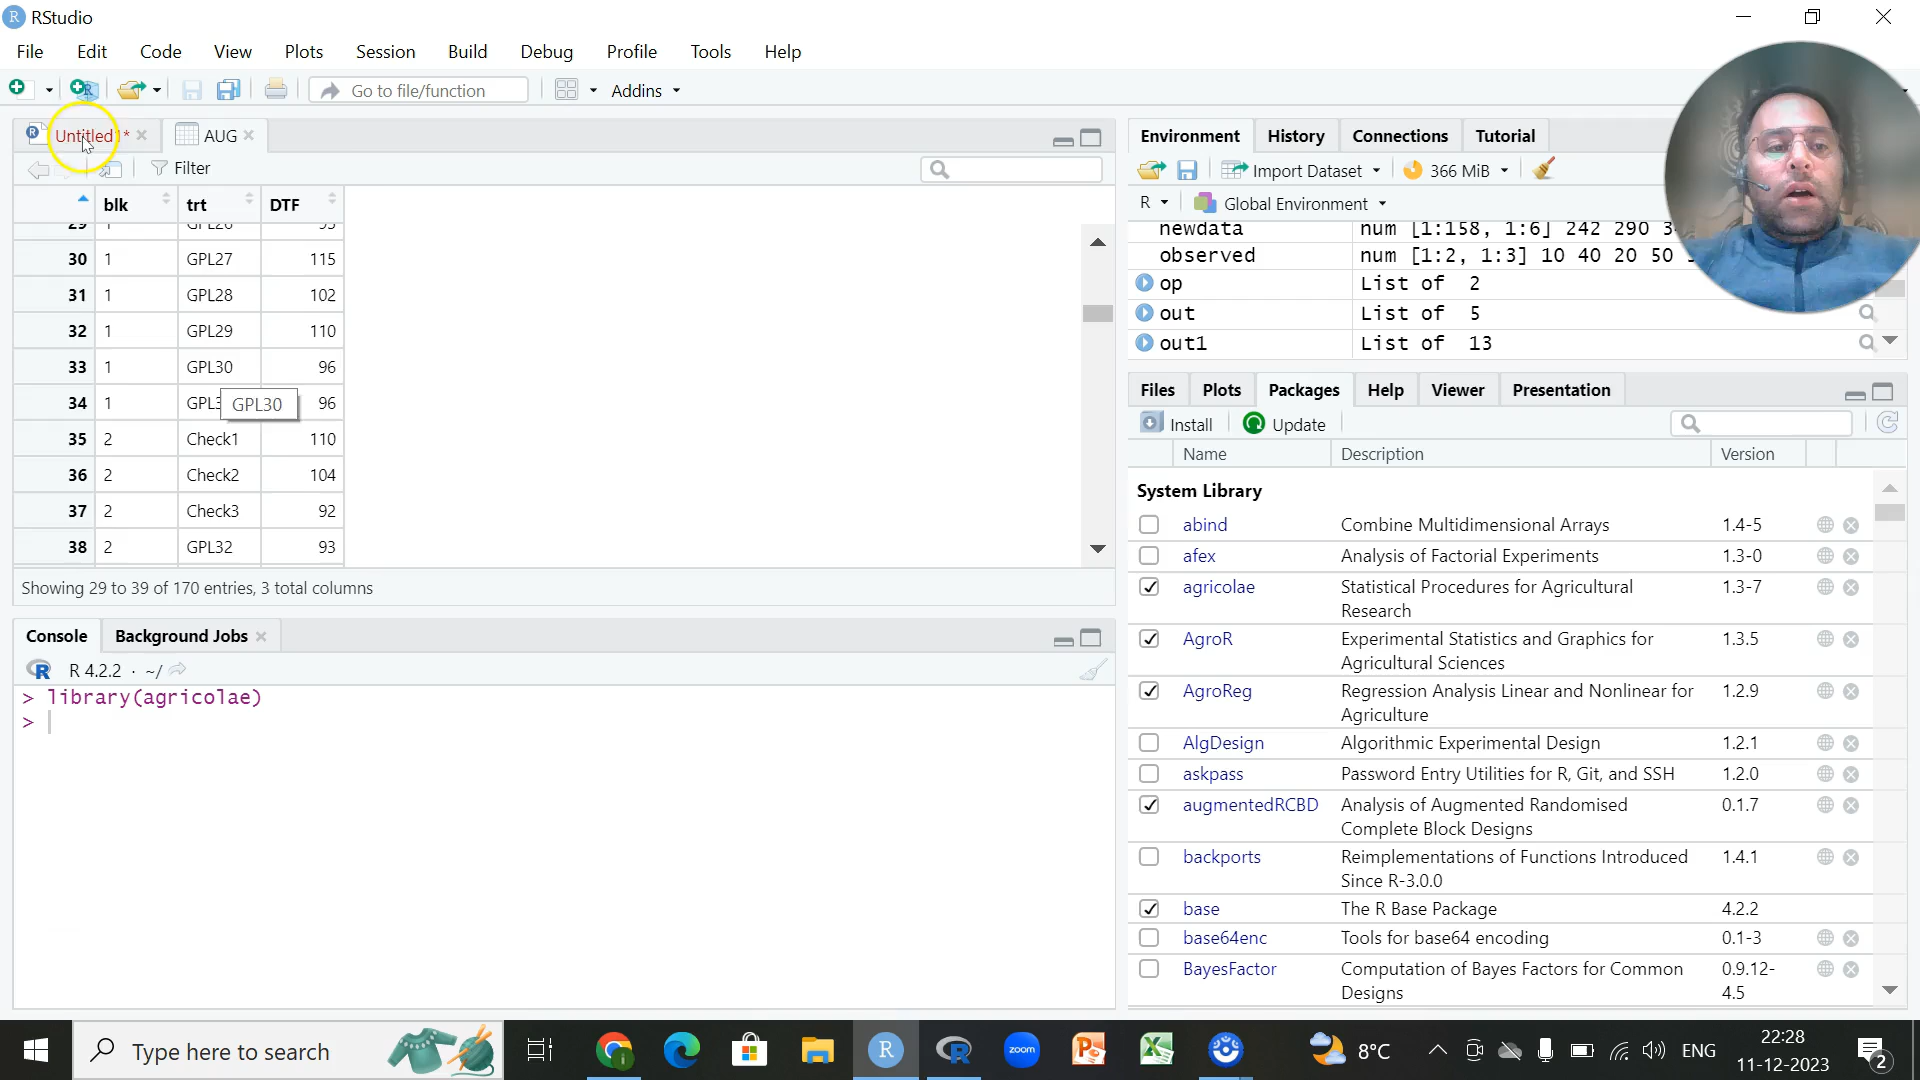 RStudio
File Edit Code View Plots Session Build Debug Profile Tools Help
Go to file/function Addins
Untitled1* AUG
Filter
blk trt DTF
30 1 GPL27 115
31 1 GPL28 102
32 1 GPL29 110
33 1 GPL30 96
34 1 GPL3 96
GPL30
35 2 Check1 110
36 2 Check2 104
37 2 Check3 92
38 2 GPL32 93
Showing 29 to 39 of 170 entries, 3 total columns
Console Background Jobs
R 4.2.2 · ~/
> library(agricolae)
>
Environment History Connections Tutorial
Import Dataset 366 MiB
R Global Environment
newdata num [1:158, 1:6] 242 290
observed num [1:2, 1:3] 10 40 20 50
op List of 2
out List of 5
out1 List of 13
Files Plots Packages Help Viewer Presentation
Install Update
Name Description Version
System Library
abind Combine Multidimensional Arrays 1.4-5
afex Analysis of Factorial Experiments 1.3-0
agricolae Statistical Procedures for Agricultural 1.3-7
Research
AgroR Experimental Statistics and Graphics for 1.3.5
Agricultural Sciences
AgroReg Regression Analysis Linear and Nonlinear for 1.2.9
Agriculture
AlgDesign Algorithmic Experimental Design 1.2.1
askpass Password Entry Utilities for R, Git, and SSH 1.2.0
augmentedRCBD Analysis of Augmented Randomised 0.1.7
Complete Block Designs
backports Reimplementations of Functions Introduced 1.4.1
Since R-3.0.0
base The R Base Package 4.2.2
base64enc Tools for base64 encoding 0.1-3
BayesFactor Computation of Bayes Factors for Common 0.9.12-
Designs 4.5
Type here to search
zoom
8°C
ENG
22:28
11-12-2023
2